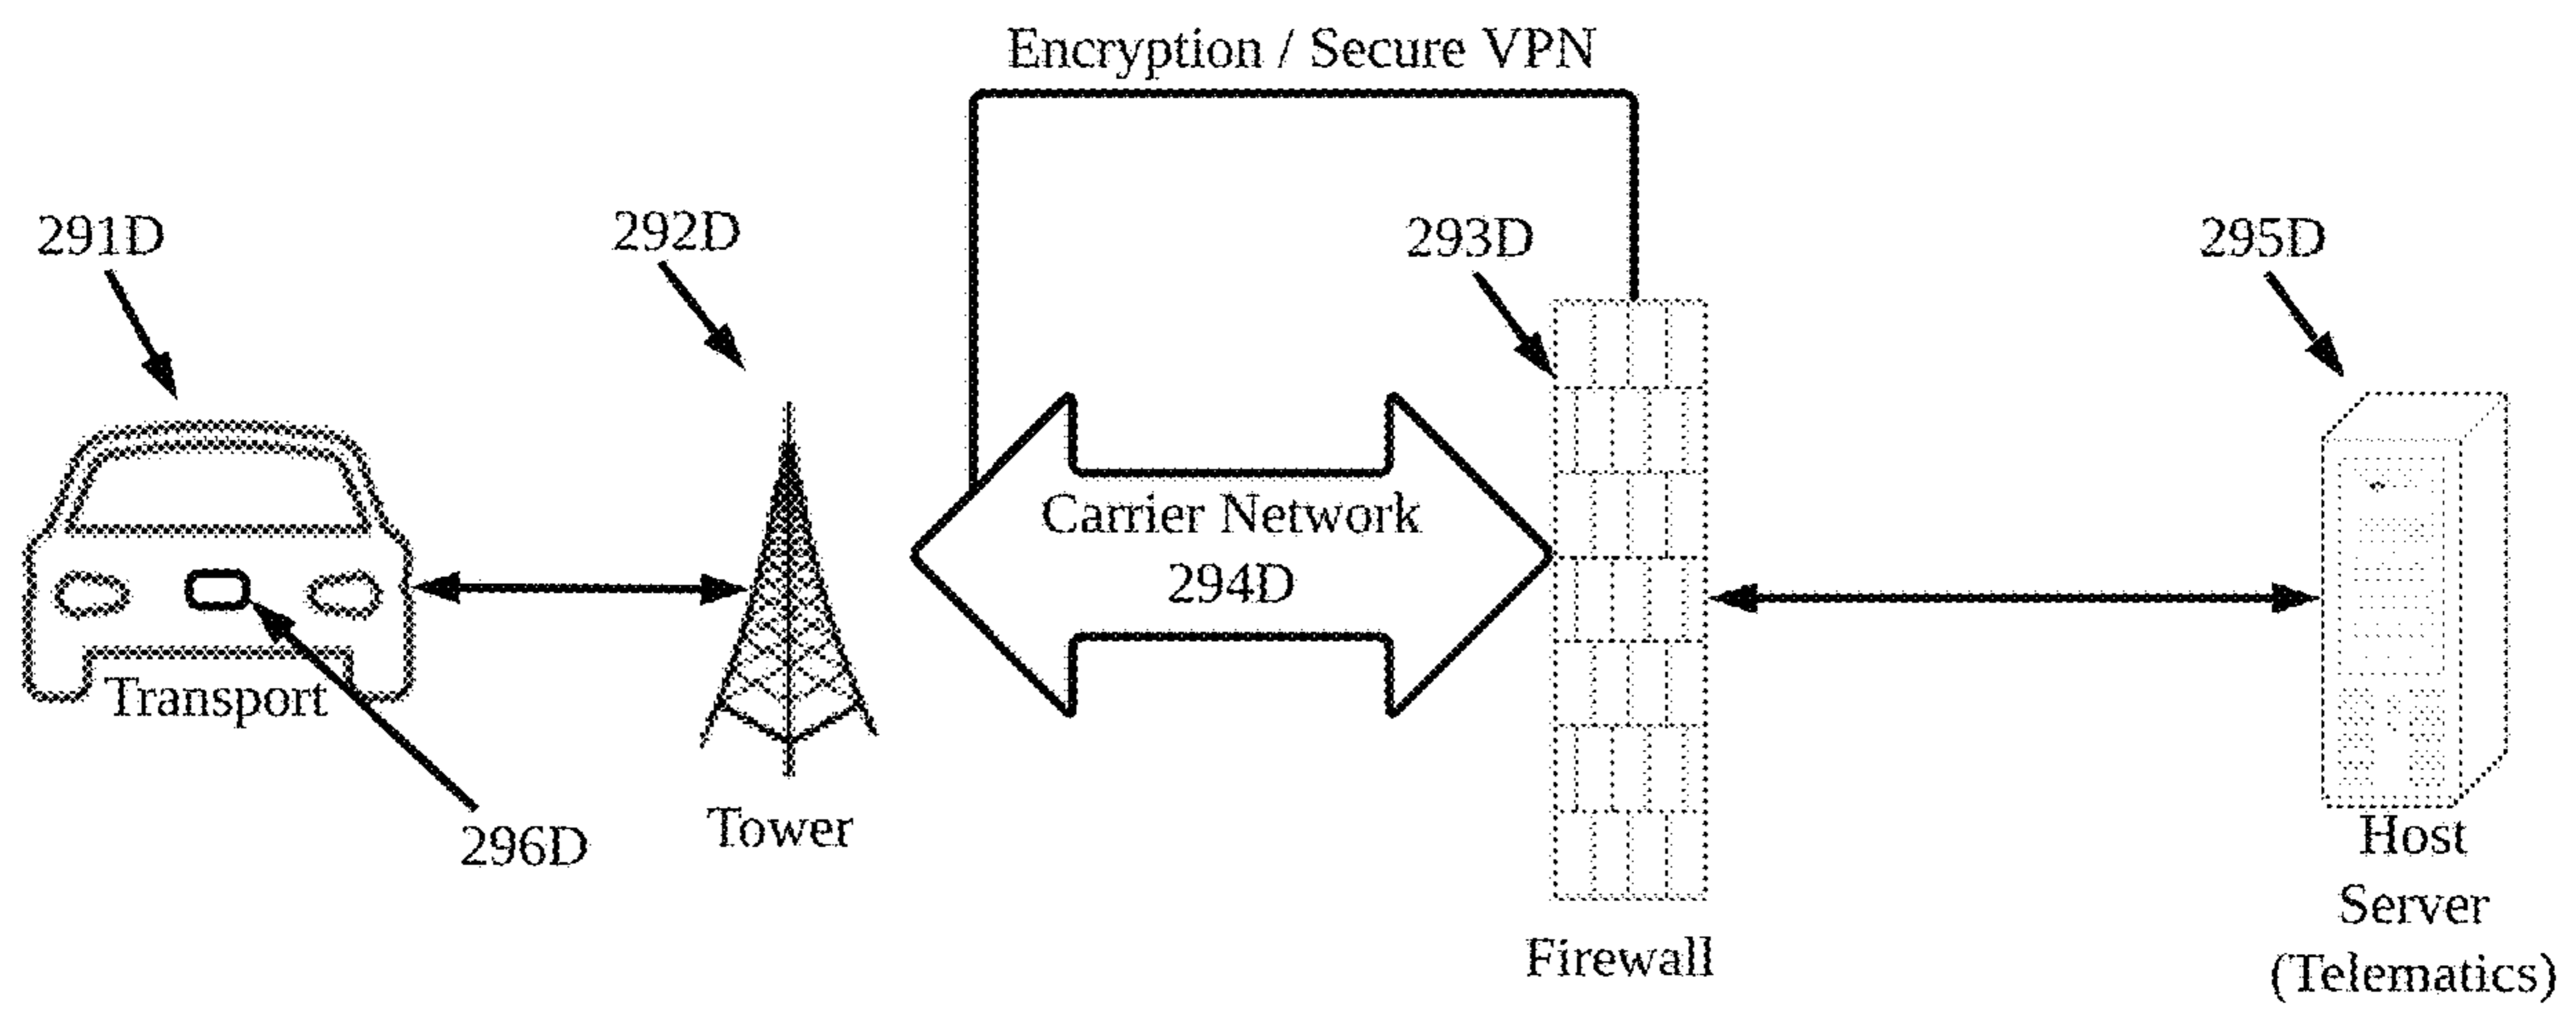 Encryption / Secure VPN
291D
292D
293D
295D
Carrier Network
294D
Transport
296D
Tower
Firewall
Host
Server
(Telematics)